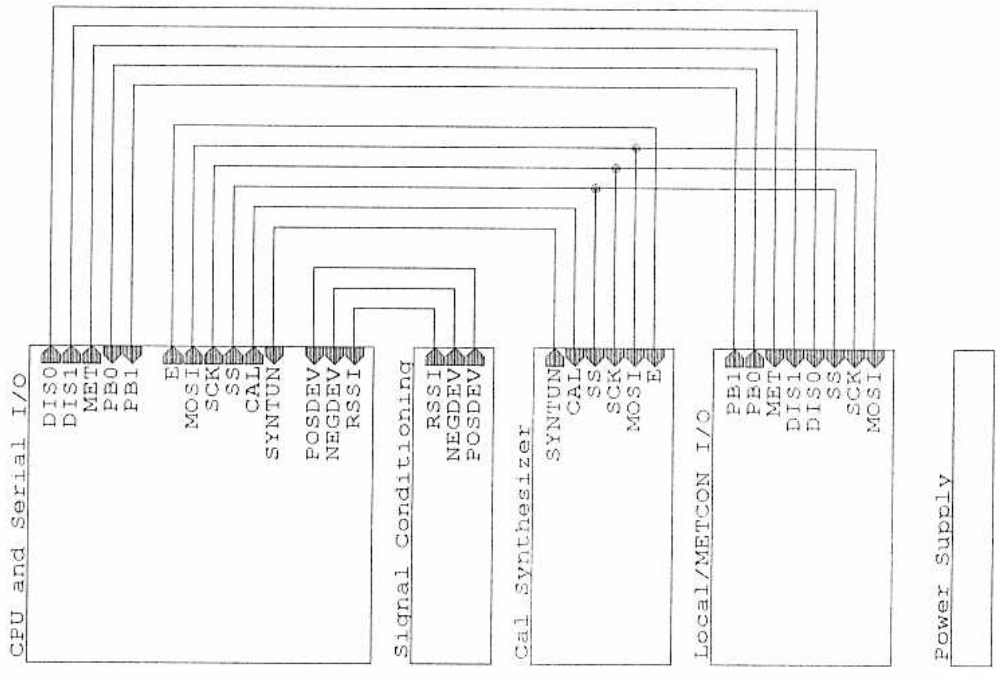 CPU and Serial I/O
DIS0
DIS1
MET
PB0
PB1
E
MOSI
SCK
SS
CAL
SYNTUN
POSDEV
NEGDEV
RSSI
Signal Conditioning
RSSI
NEGDEV
POSDEV
Cal Synthesizer
SYNTUN
CAL
SS
SCK
MOSI
E
Local/METCON I/O
PB1
PB0
MET
DIS1
DIS0
SS
SCK
MOSI
Power Supply